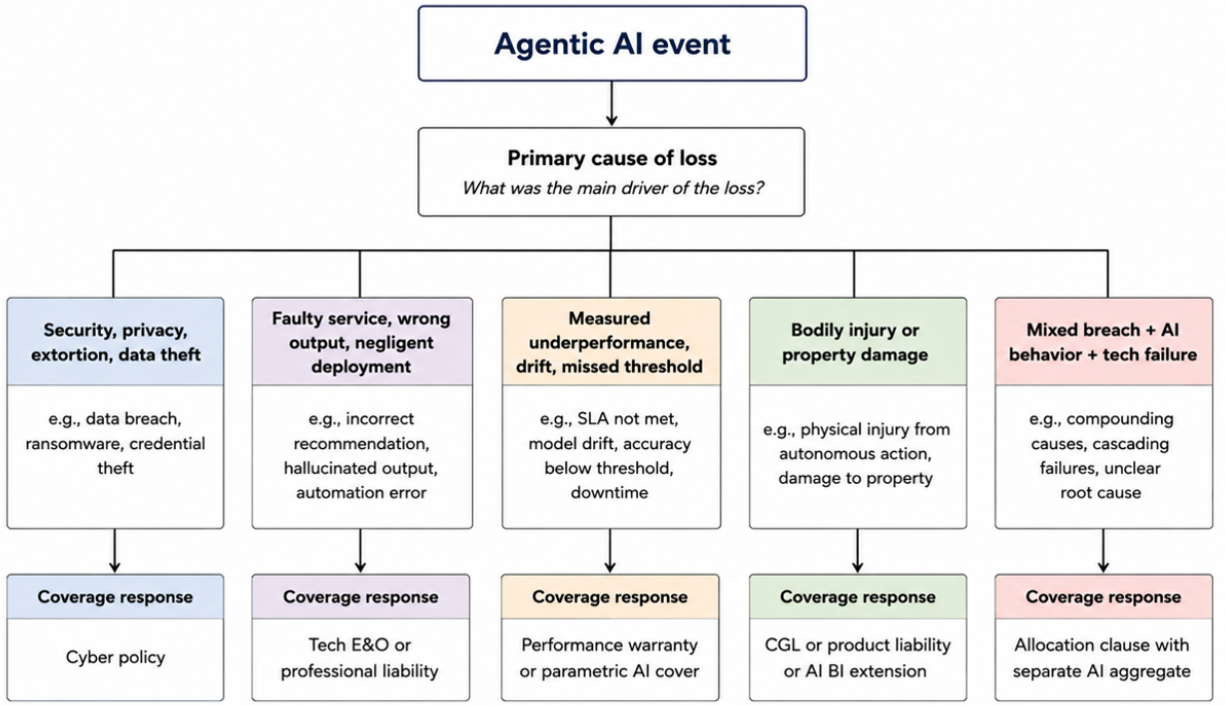 Agentic AI event
Primary cause of loss
What was the main driver of the loss?
Security, privacy,
extortion, data theft
e.g., data breach,
ransomware, credential
theft
Coverage response
Cyber policy
Faulty service, wrong
output, negligent
deployment
e.g., incorrect
recommendation,
hallucinated output,
automation error
Coverage response
Tech E&O or
professional liability
Measured
underperformance,
drift, missed threshold
e.g., SLA not met,
model drift, accuracy
below threshold,
downtime
Coverage response
Performance warranty
or parametric AI cover
Bodily injury or
property damage
e.g., physical injury from
autonomous action,
damage to property
Coverage response
CGL or product liability
or AI BI extension
Mixed breach + AI
behavior + tech failure
e.g., compounding
causes, cascading
failures, unclear
root cause
Coverage response
Allocation clause with
separate AI aggregate